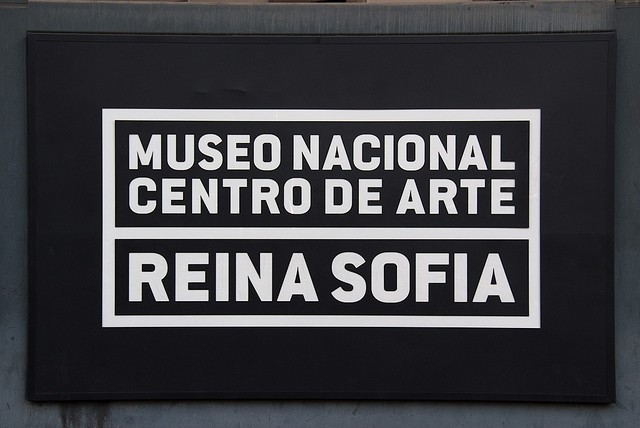 MUSEO NACIONAL
CENTRO DE ARTE
REINA SOFIA